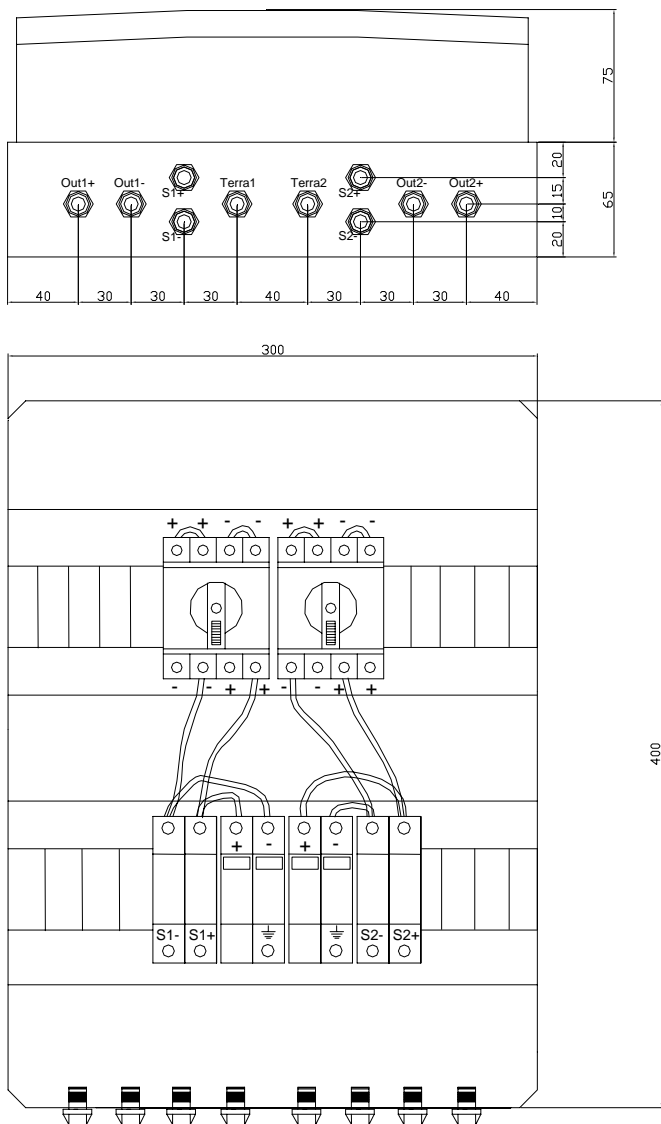 75
20
Out1+ Out1- S1+ Terra1 Terra2 S2+ Out2- Out2+
15
65
10
S1- S2-
20
40 30 30 30 40 30 30 30 40
300
+ + - - + + - -
- - + + - - + +
400
+ - + -
S1- S1+ S2- S2+